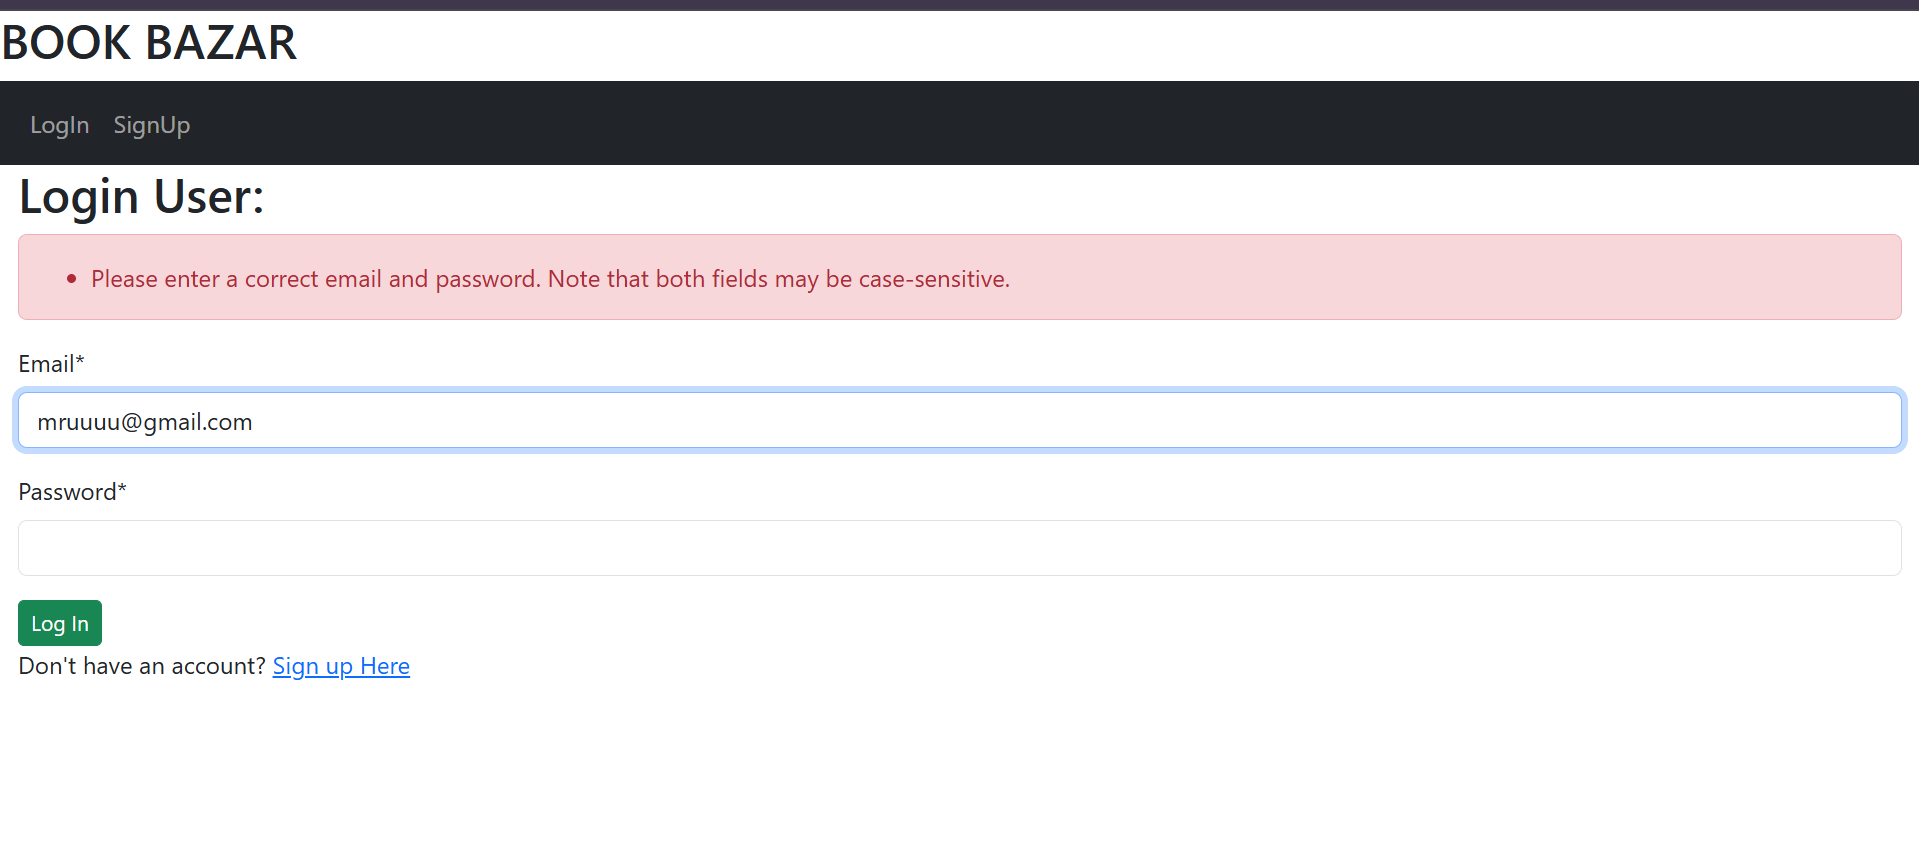 BOOK BAZAR
LogIn SignUp
Login User:
Please enter a correct email and password. Note that both fields may be case-sensitive.
Email*
mruuuu@gmail.com
Password*
Log In
Don't have an account? Sign up Here